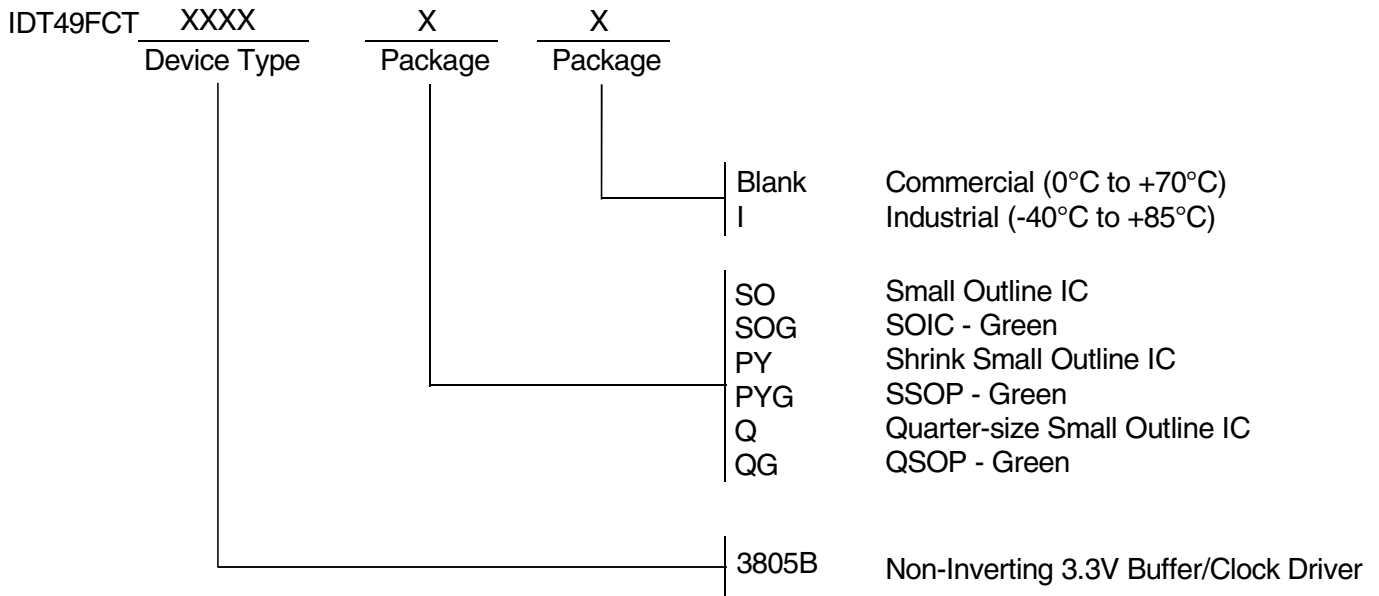 IDT49FCT XXXX X X
Device Type Package Package
Blank Commercial (0°C to +70°C)
I Industrial (-40°C to +85°C)
SO Small Outline IC
SOG SOIC - Green
PY Shrink Small Outline IC
PYG SSOP - Green
Q Quarter-size Small Outline IC
QG QSOP - Green
3805B Non-Inverting 3.3V Buffer/Clock Driver